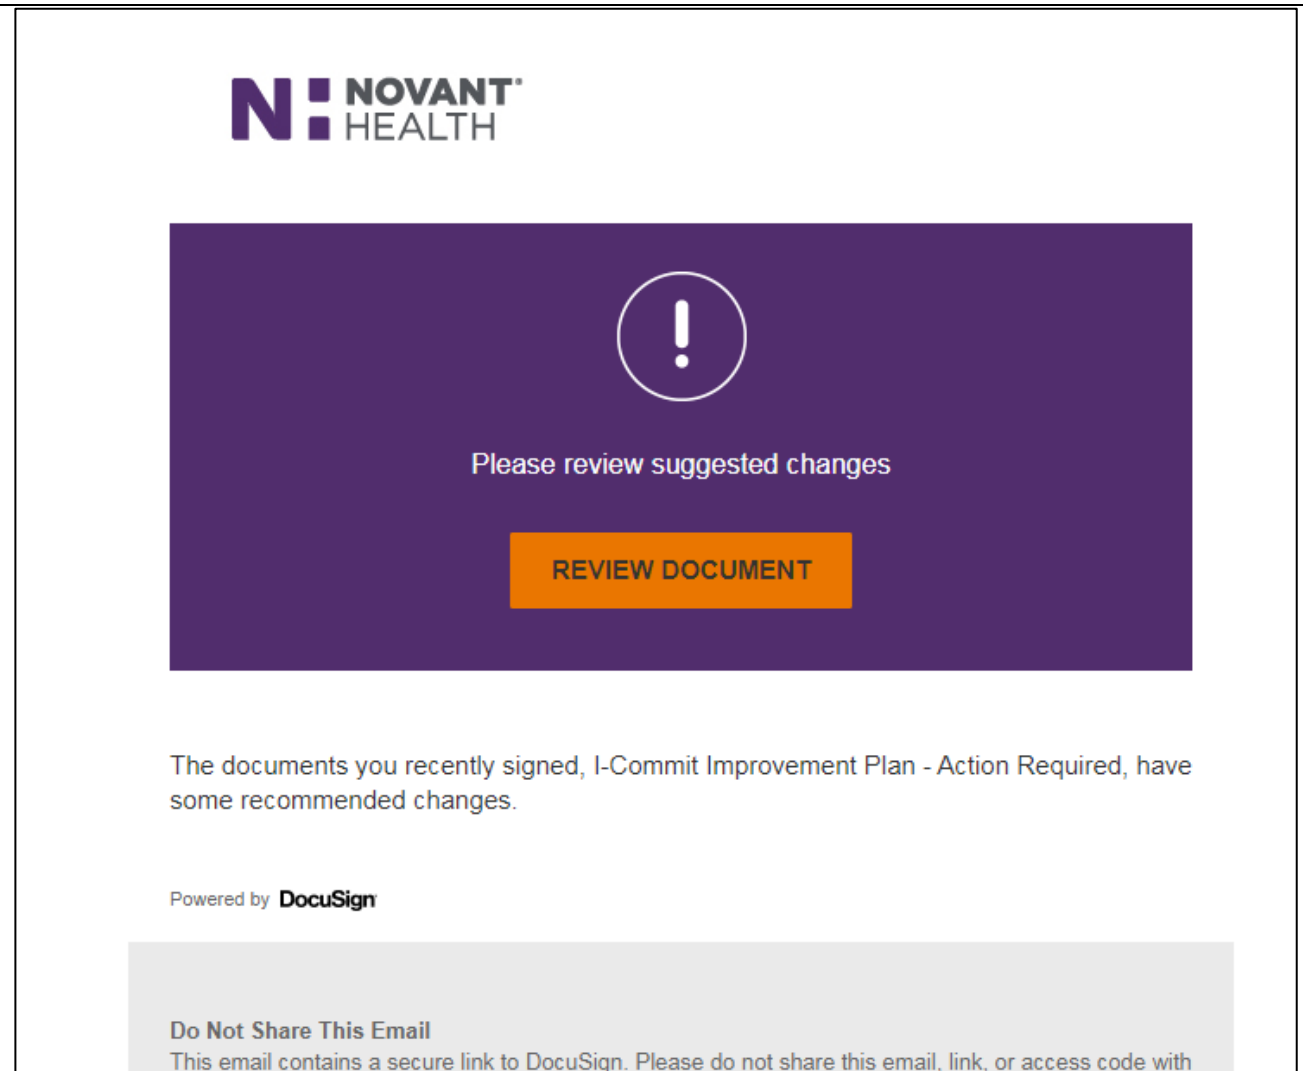 NOVANT
HEALTH
Please review suggested changes
REVIEW DOCUMENT
The documents you recently signed, I-Commit Improvement Plan - Action Required, have
some recommended changes.
Powered by DocuSign
Do Not Share This Email
This email contains a secure link to DocuSign. Please do not share this email, link, or access code with